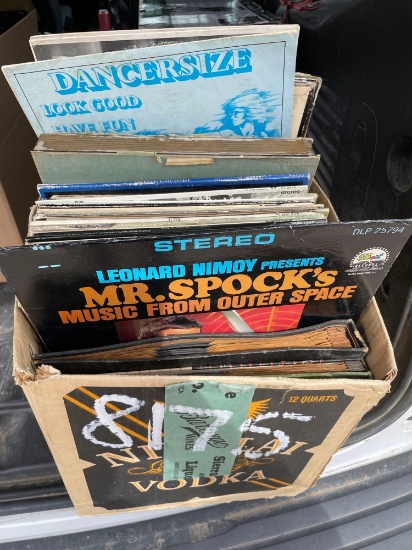 DANCERSIZE
LOOK GOOD
HAVE FUN
STEREO
DLP 25794
LEONARD NIMOY PRESENTS
MR. SPOCK'S
MUSIC FROM OUTER SPACE
12 QUARTS
VODKA